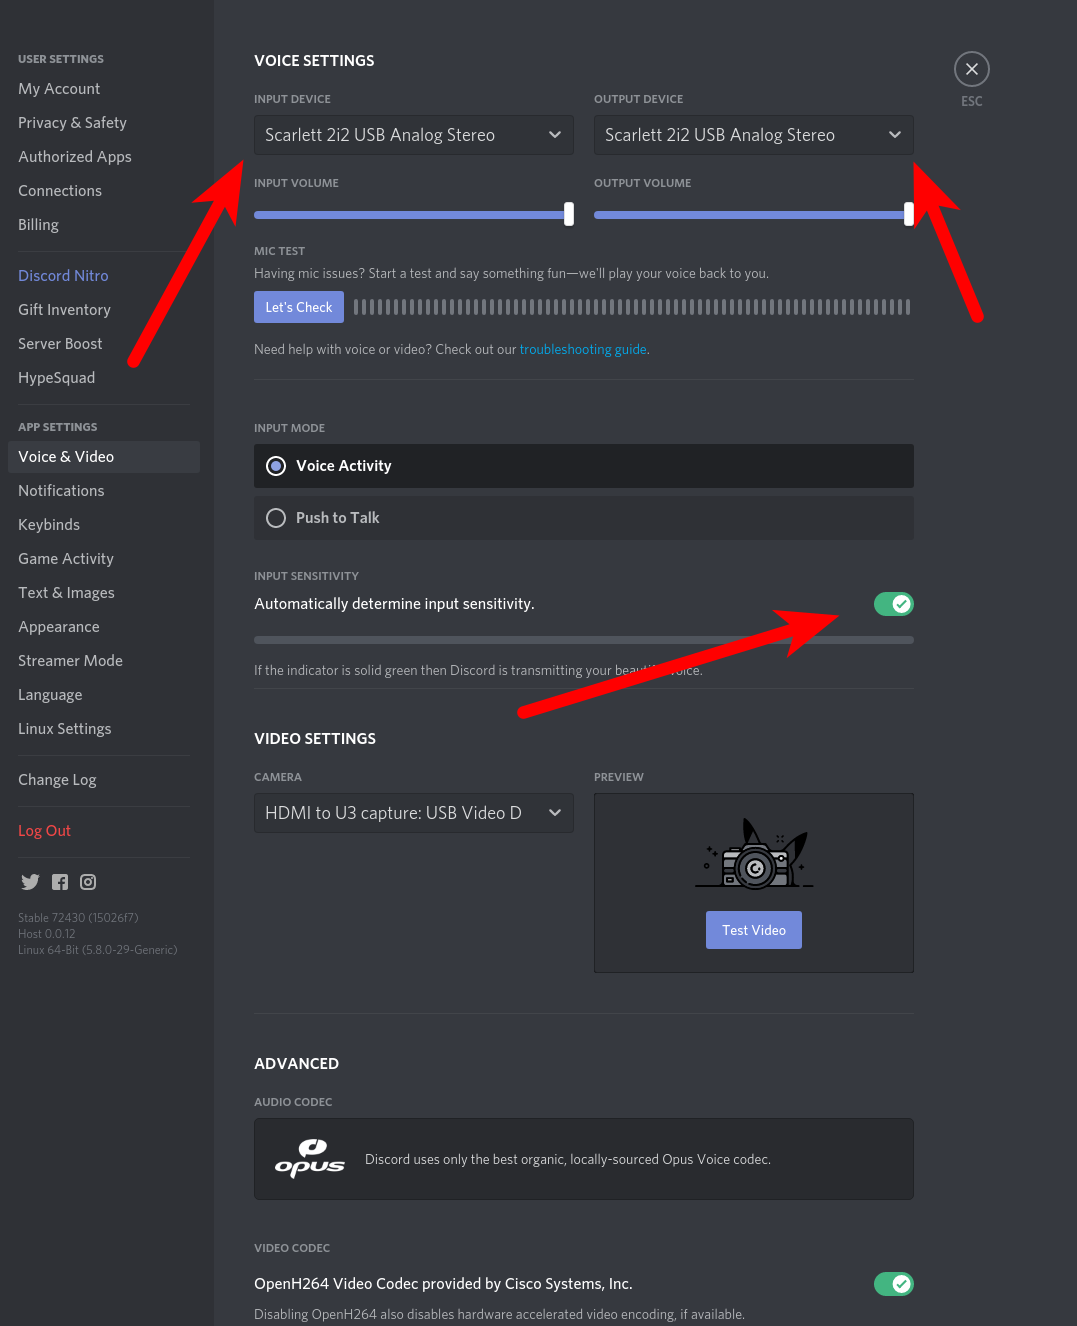 USER SETTINGS
My Account
Privacy & Safety
Authorized Apps
Connections
Billing
Discord Nitro
Gift Inventory
Server Boost
HypeSquad
APP SETTINGS
Voice & Video
Notifications
Keybinds
Game Activity
Text & Images
Appearance
Streamer Mode
Language
Linux Settings
Change Log
Log Out
Stable 72430 (15026f7)
Host 0.0.12
Linux 64-Bit (5.8.0-29-Generic)
VOICE SETTINGS
ESC
INPUT DEVICE
Scarlett 2i2 USB Analog Stereo
OUTPUT DEVICE
Scarlett 2i2 USB Analog Stereo
INPUT VOLUME
OUTPUT VOLUME
MIC TEST
Having mic issues? Start a test and say something fun—we'll play your voice back to you.
Let's Check
Need help with voice or video? Check out our troubleshooting guide.
INPUT MODE
Voice Activity
Push to Talk
INPUT SENSITIVITY
Automatically determine input sensitivity.
If the indicator is solid green then Discord is transmitting your voice.
VIDEO SETTINGS
CAMERA
HDMI to U3 capture: USB Video D
PREVIEW
Test Video
ADVANCED
AUDIO CODEC
opus
Discord uses only the best organic, locally-sourced Opus Voice codec.
VIDEO CODEC
OpenH264 Video Codec provided by Cisco Systems, Inc.
Disabling OpenH264 also disables hardware accelerated video encoding, if available.